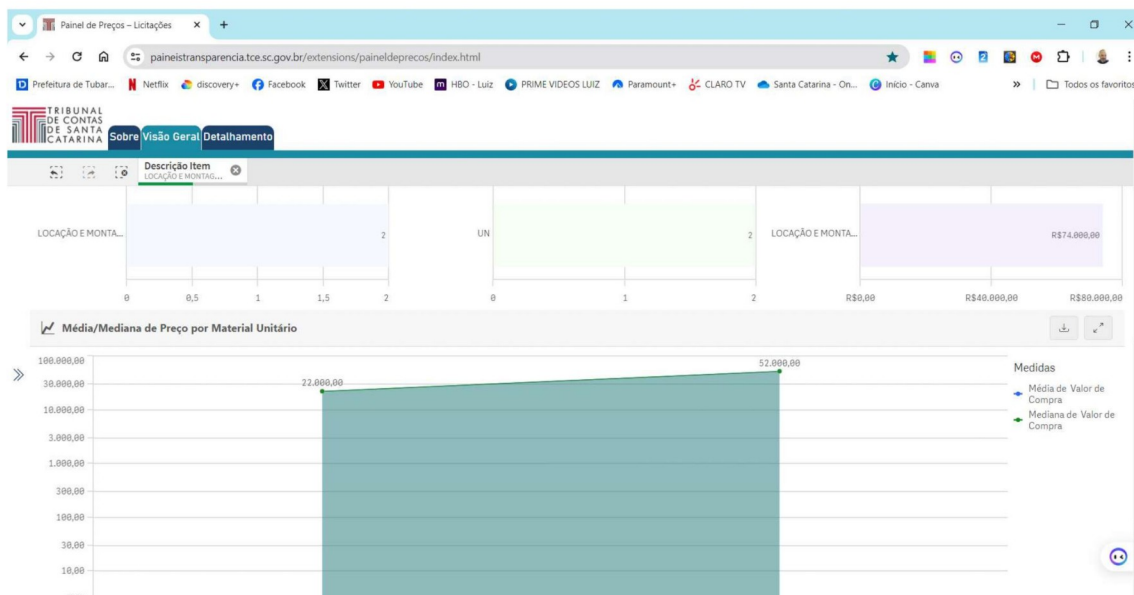 Painel de Preços – Licitações
paineistransparencia.tce.sc.gov.br/extensions/paineldeprecos/index.html
Prefeitura de Tubar... Netflix discovery+ Facebook Twitter YouTube HBO - Luiz PRIME VIDEOS LUIZ Paramount+ CLARO TV Santa Catarina - On... Início - Canva » Todos os favoritos
TRIBUNAL
DE CONTAS
DE SANTA
CATARINA
Sobre Visão Geral Detalhamento
Descrição Item
LOCAÇÃO E MONTAG...
LOCAÇÃO E MONTA... 2 UN 2 LOCAÇÃO E MONTA... R$74.000,00
0 0,5 1 1,5 2 0 1 2 R$0,00 R$40.000,00 R$80.000,00
Média/Mediana de Preço por Material Unitário
100.000,00
30.000,00
10.000,00
3.000,00
1.000,00
300,00
100,00
30,00
10,00
22.000,00
52.000,00
Medidas
Média de Valor de
Compra
Mediana de Valor de
Compra